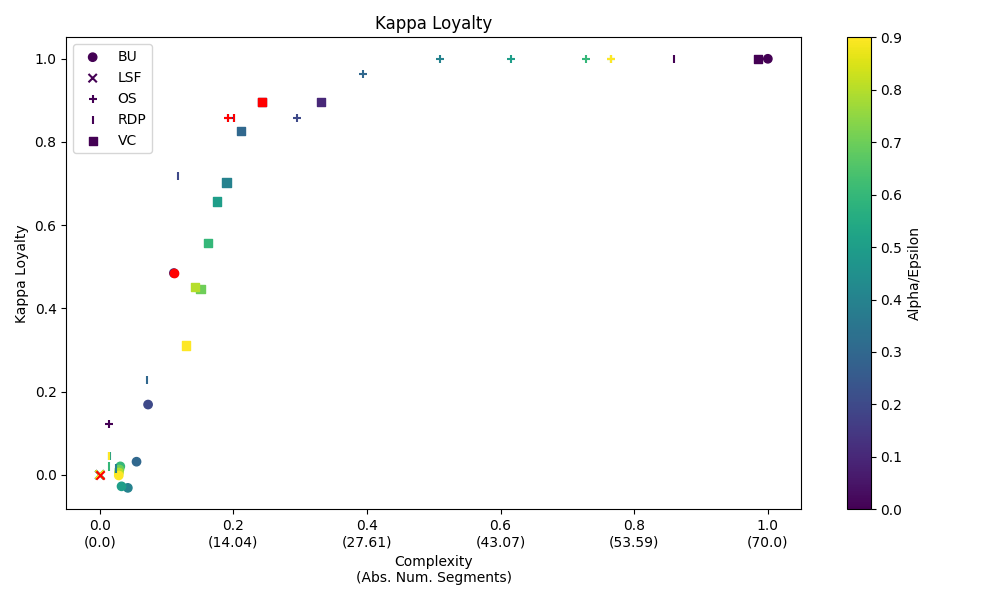 Kappa Loyalty
BU
LSF
OS
RDP
VC
Kappa Loyalty
1.0
0.8
0.6
0.4
0.2
0.0
0.0 0.2 0.4 0.6 0.8 1.0
(0.0) (14.04) (27.61) (43.07) (53.59) (70.0)
Complexity
(Abs. Num. Segments)
0.9
0.8
0.7
0.6
0.5
0.4
0.3
0.2
0.1
0.0
Alpha/Epsilon